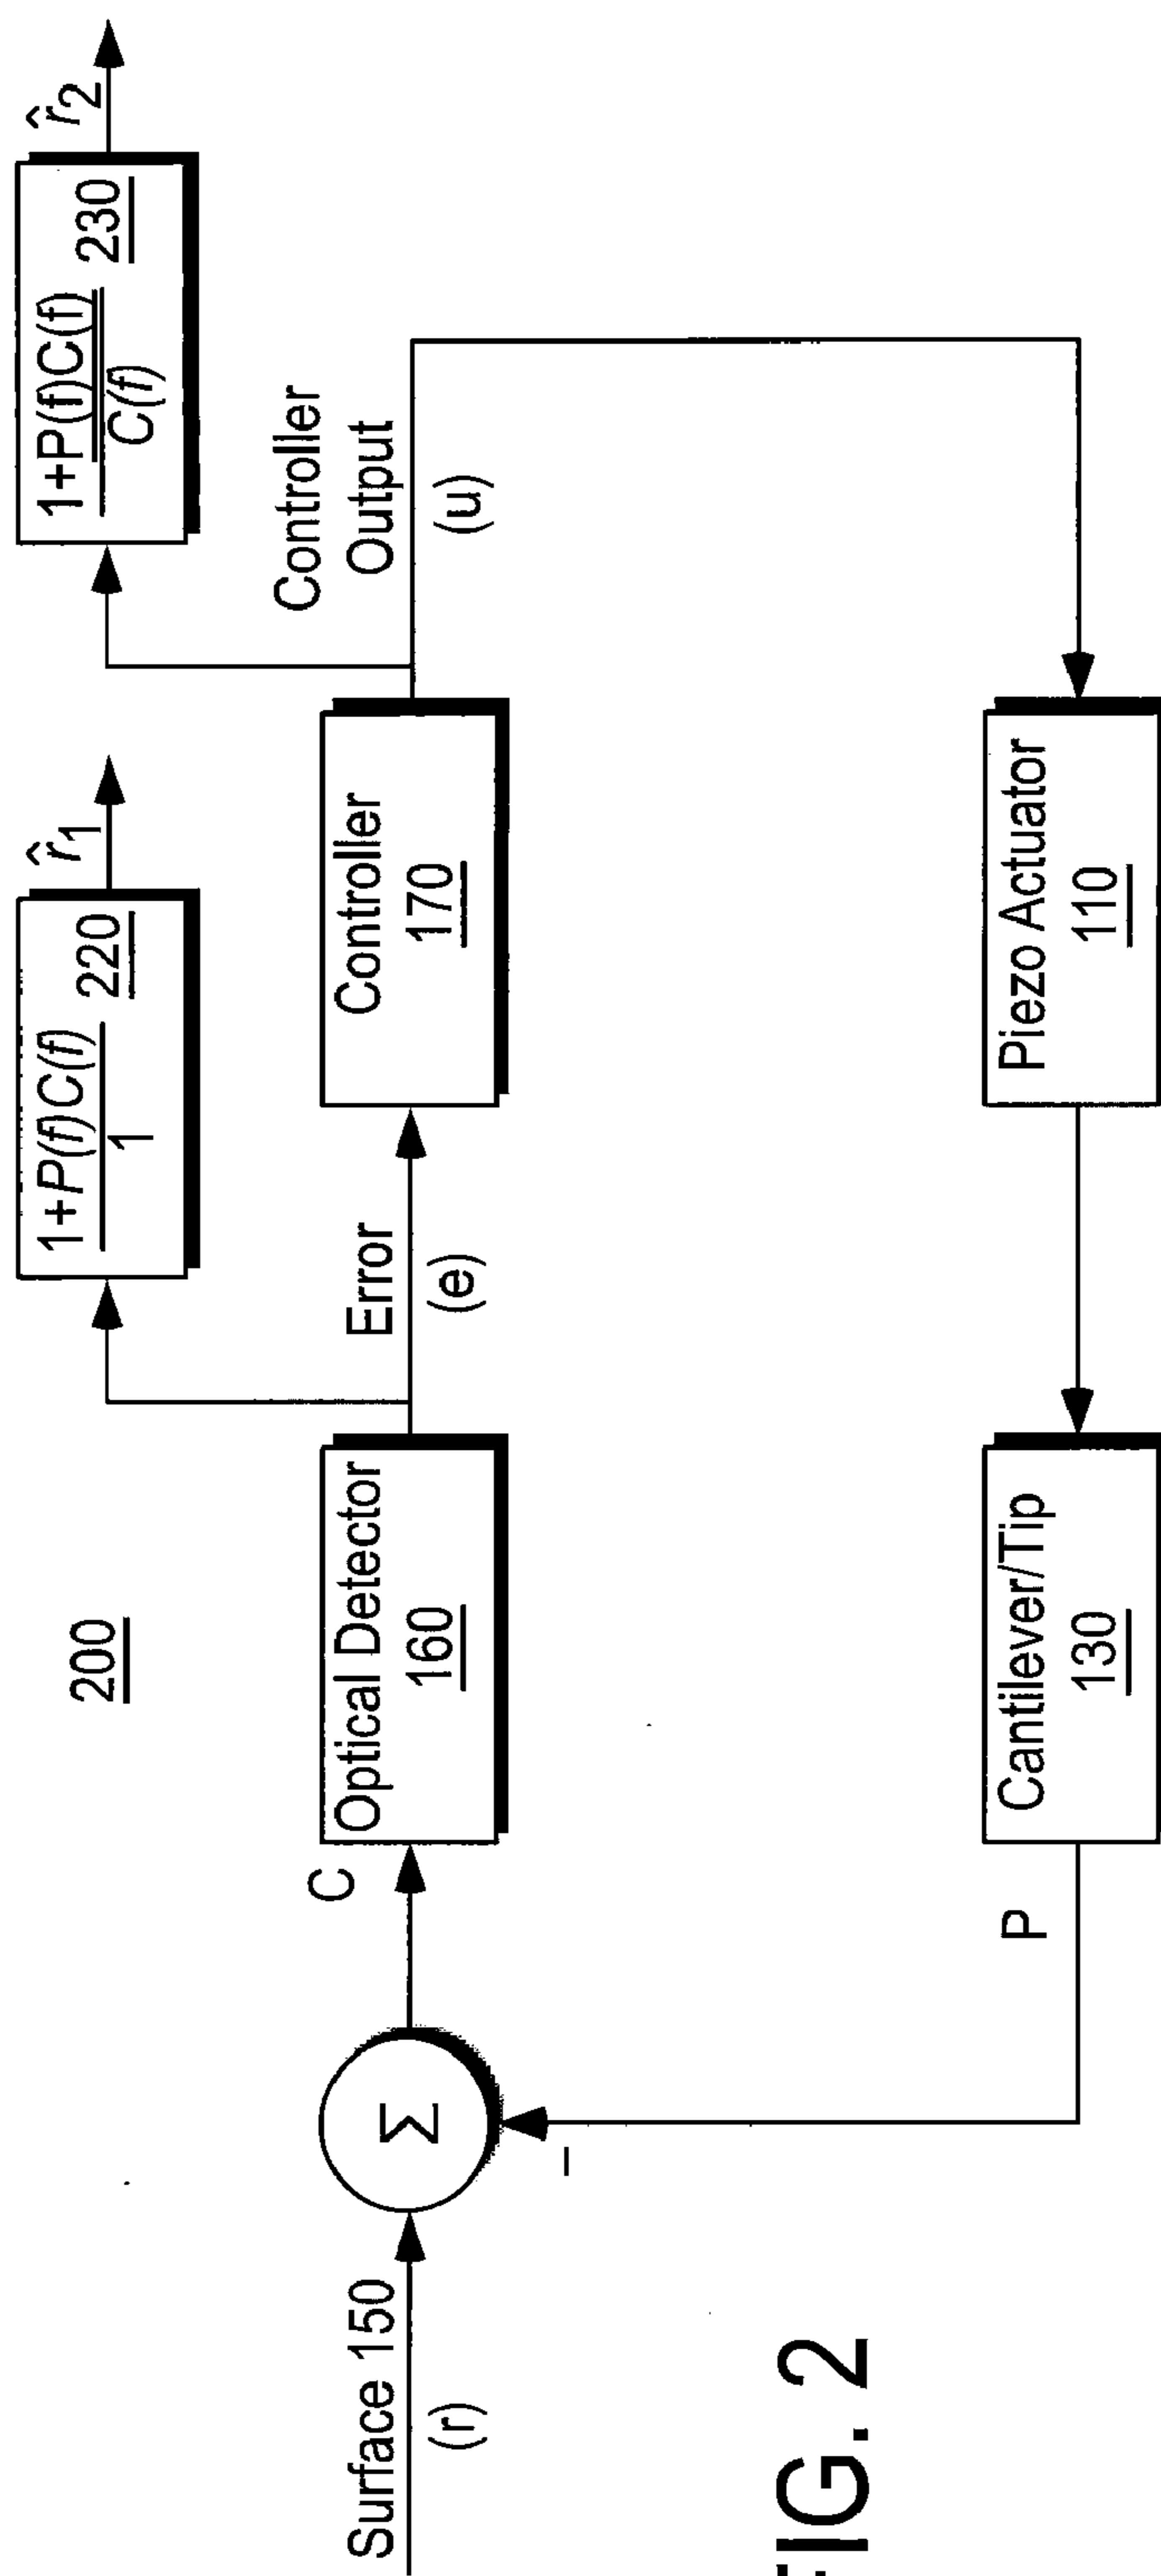 200
1+P(f)C(f)
1
220
r̂1
1+P(f)C(f)
C(f)
230
r̂2
Surface 150
(r)
Σ
–
C
Optical Detector
160
Error
(e)
Controller
170
Controller
Output
(u)
P
Cantilever/Tip
130
Piezo Actuator
110
FIG. 2